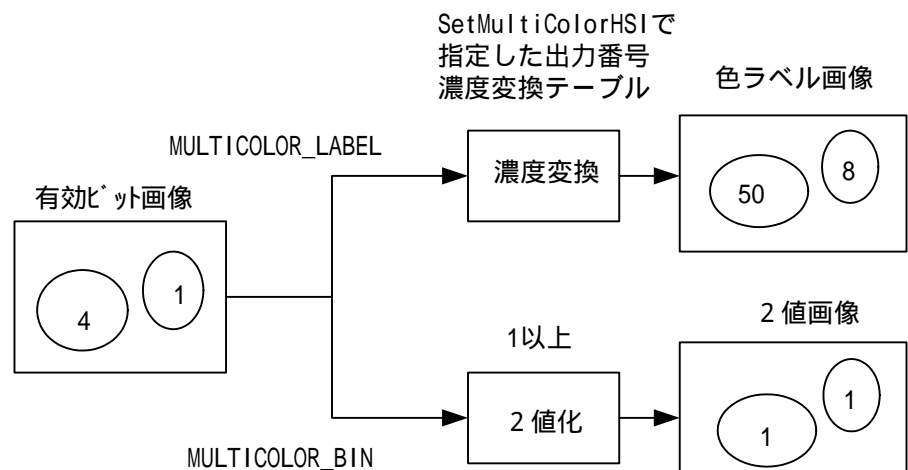 SetMultiColorHSIで
指定した出力番号
濃度変換テーブル
色ラベル画像
MULTICOLOR_LABEL
濃度変換
50
8
有効ビット画像
4
1
1以上
2値画像
2値化
1
1
MULTICOLOR_BIN